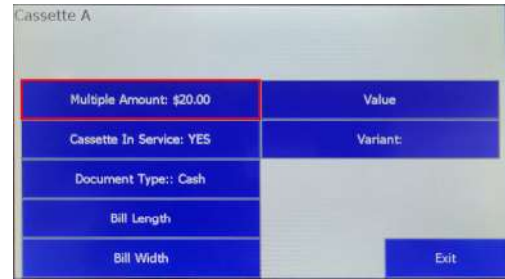 Cassette A
Multiple Amount: $20.00
Value
Cassette In Service: YES
Variant:
Document Type:: Cash
Bill Length
Bill Width
Exit